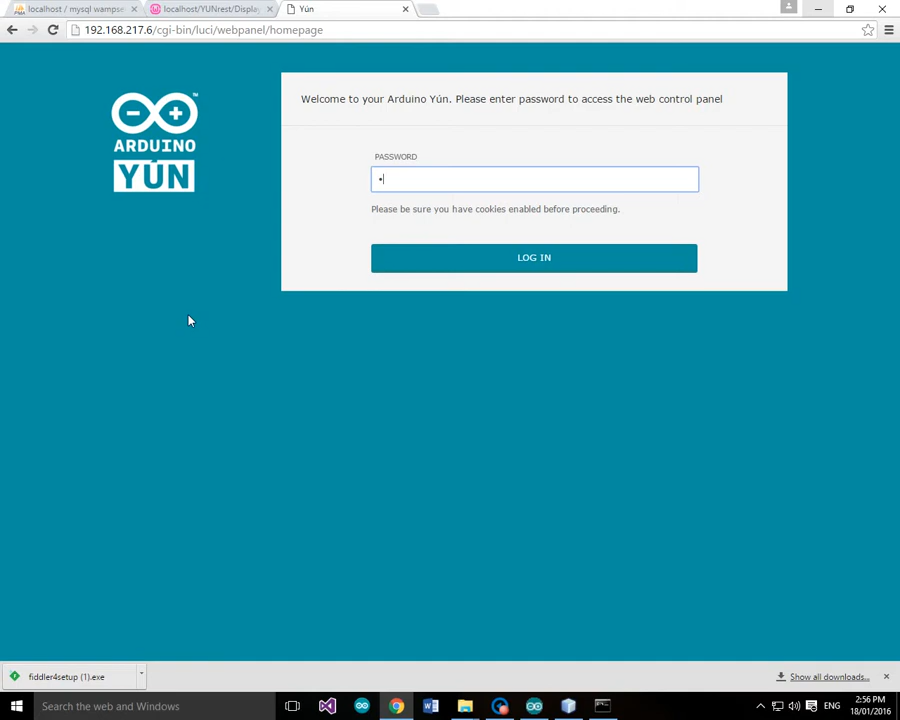 localhost / mysql wampse
localhost/YUNrest/Display
Yún
192.168.217.6/cgi-bin/luci/webpanel/homepage
ARDUINO
YÚN
TM
Welcome to your Arduino Yún. Please enter password to access the web control panel
PASSWORD
Please be sure you have cookies enabled before proceeding.
LOG IN
fiddler4setup (1).exe
Show all downloads...
Search the web and Windows
ENG
2:56 PM
18/01/2016